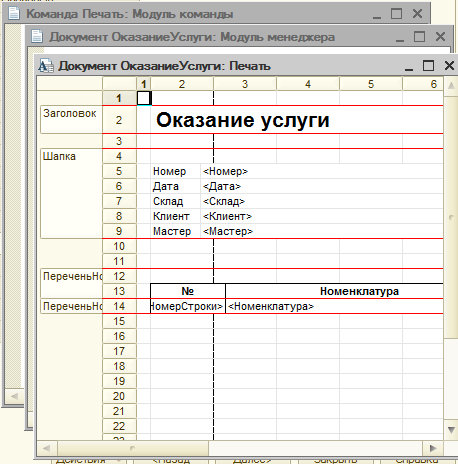 Команда Печать: Модуль команды
Документ ОказаниеУслуги: Модуль менеджера
Документ ОказаниеУслуги: Печать
1 2 3 4 5 6
1
Заголовок 2 Оказание услуги
3
Шапка 4
5 Номер <Номер>
6 Дата <Дата>
7 Склад <Склад>
8 Клиент <Клиент>
9 Мастер <Мастер>
10
11
ПереченьНо 12
13 № Номенклатура
ПереченьНо 14 НомерСтроки> <Номенклатура>
15
16
17
18
19
20
21
22
23
Действия <Назад Далее> Закрыть Справка